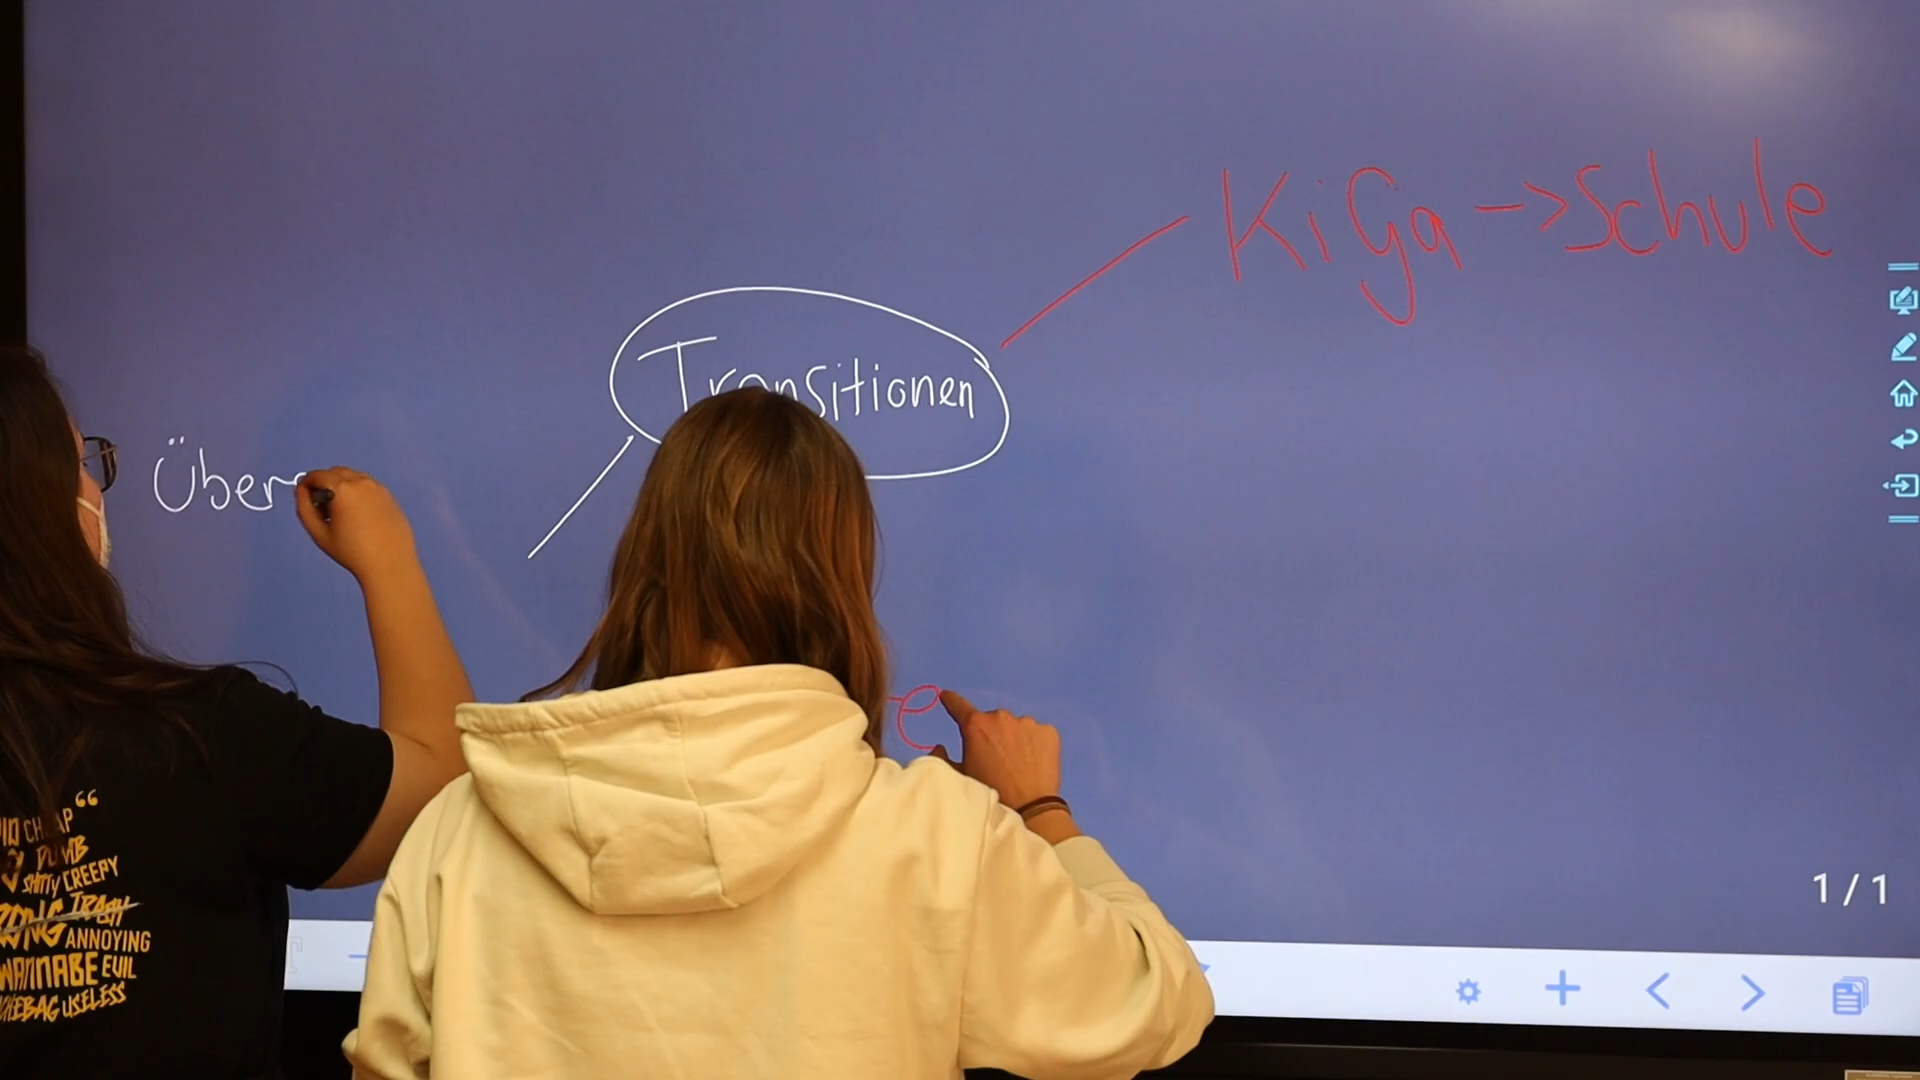 KiGa -> Schule
Transitionen
Über
e
1/1
CHEAP “
DUMB
SHITTY CREEPY
TRASH
ANNOYING
WANNABE EVIL
USELESS